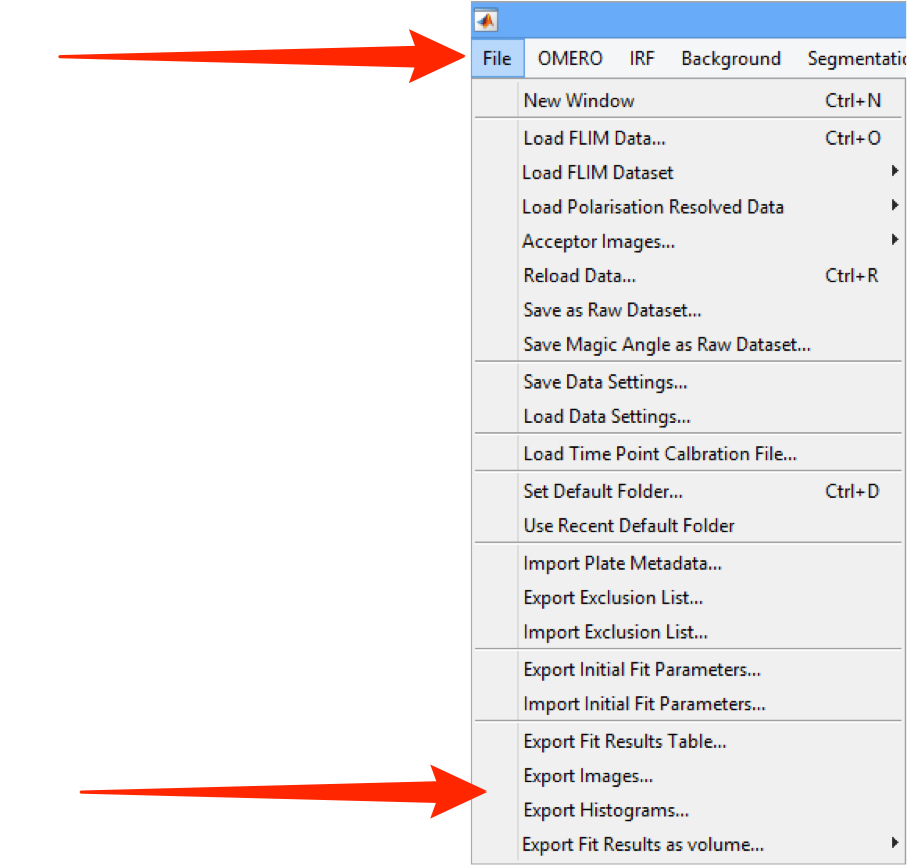 File OMERO IRF Background Segmentatio
New Window Ctrl+N
Load FLIM Data... Ctrl+O
Load FLIM Dataset
Load Polarisation Resolved Data
Acceptor Images...
Reload Data... Ctrl+R
Save as Raw Dataset...
Save Magic Angle as Raw Dataset...
Save Data Settings...
Load Data Settings...
Load Time Point Calbration File...
Set Default Folder... Ctrl+D
Use Recent Default Folder
Import Plate Metadata...
Export Exclusion List...
Import Exclusion List...
Export Initial Fit Parameters...
Import Initial Fit Parameters...
Export Fit Results Table...
Export Images...
Export Histograms...
Export Fit Results as volume...